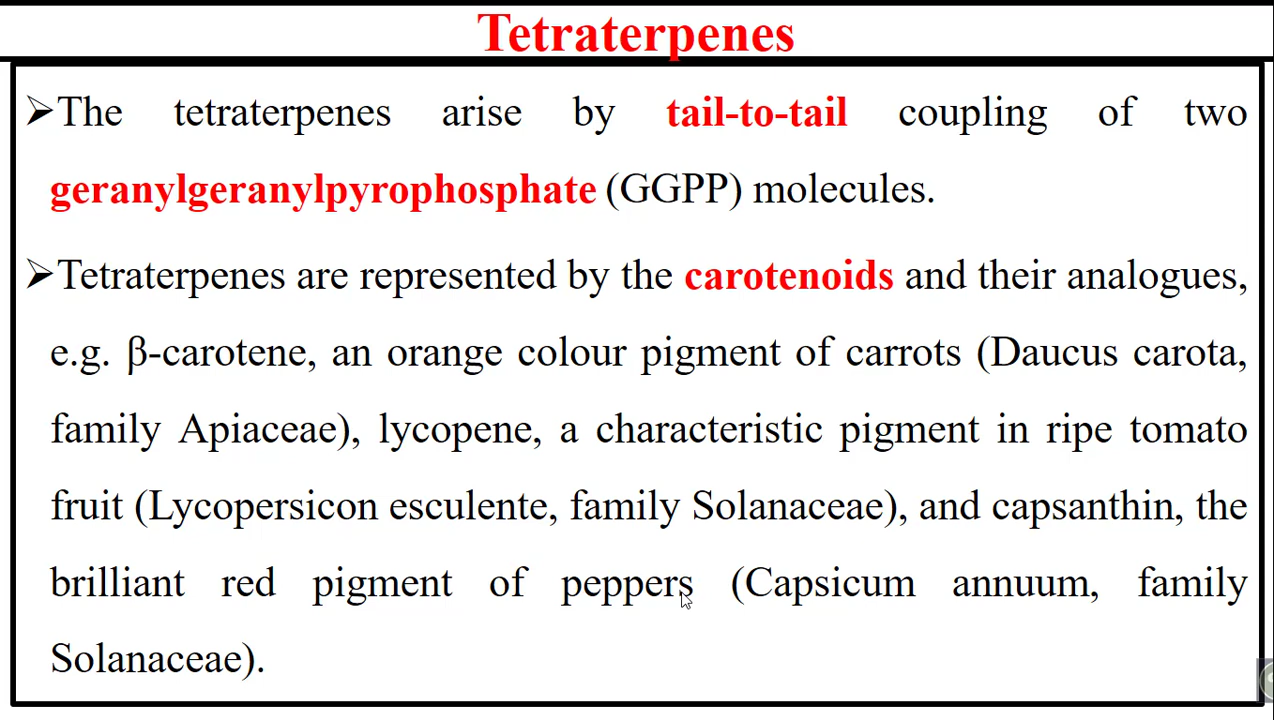 Tetraterpenes
➢The tetraterpenes arise by tail-to-tail coupling of two
geranylgeranylpyrophosphate (GGPP) molecules.
➢Tetraterpenes are represented by the carotenoids and their analogues,
e.g. β-carotene, an orange colour pigment of carrots (Daucus carota,
family Apiaceae), lycopene, a characteristic pigment in ripe tomato
fruit (Lycopersicon esculente, family Solanaceae), and capsanthin, the
brilliant red pigment of peppers (Capsicum annuum, family
Solanaceae).